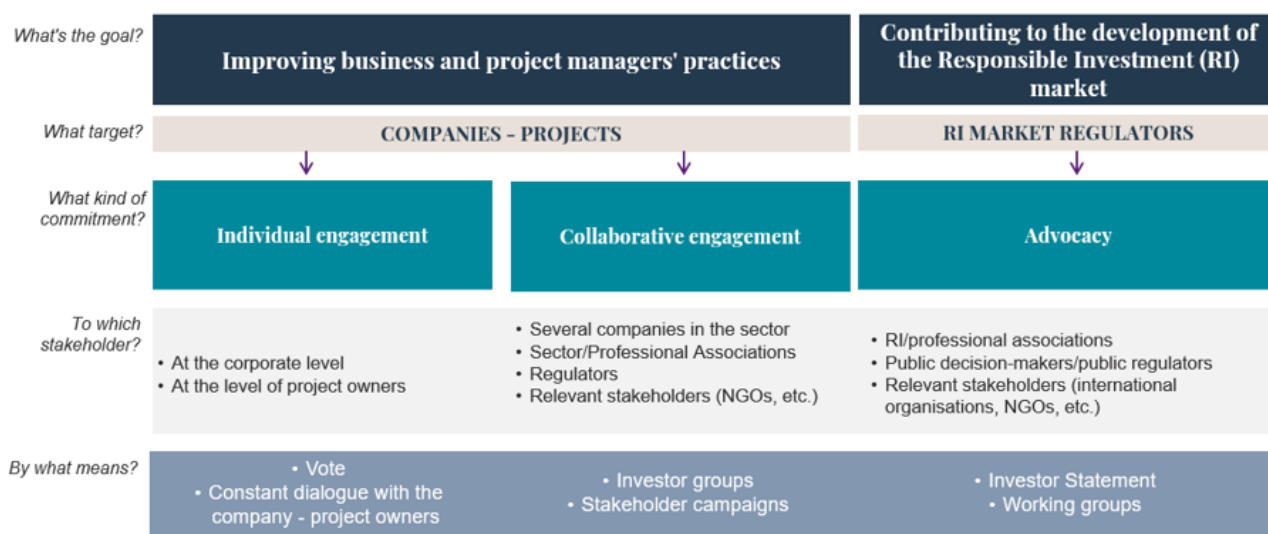 What's the goal?
Improving business and project managers' practices
Contributing to the development of
the Responsible Investment (RI)
market
What target?
COMPANIES - PROJECTS
RI MARKET REGULATORS
What kind of
commitment?
Individual engagement
Collaborative engagement
Advocacy
To which
stakeholder?
• At the corporate level
• At the level of project owners
• Several companies in the sector
• Sector/Professional Associations
• Regulators
• Relevant stakeholders (NGOs, etc.)
• RI/professional associations
• Public decision-makers/public regulators
• Relevant stakeholders (international
organisations, NGOs, etc.)
By what means?
• Vote
• Constant dialogue with the
company - project owners
• Investor groups
• Stakeholder campaigns
• Investor Statement
• Working groups